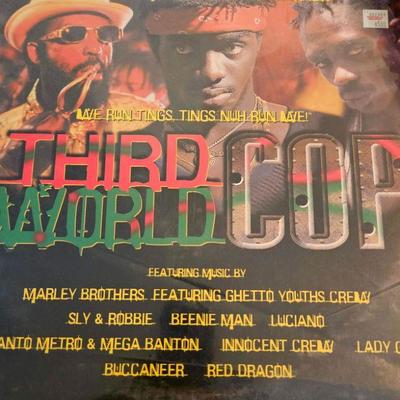 "WE RUN TINGS. TINGS NUH RUN WE!"
THIRD
WORLD COP
FEATURING MUSIC BY
MARLEY BROTHERS FEATURING GHETTO YOUTHS CREW
SLY & ROBBIE BEENIE MAN LUCIANO
ANTO METRO & MEGA BANTON INNOCENT CREW LADY
BUCCANEER RED DRAGON